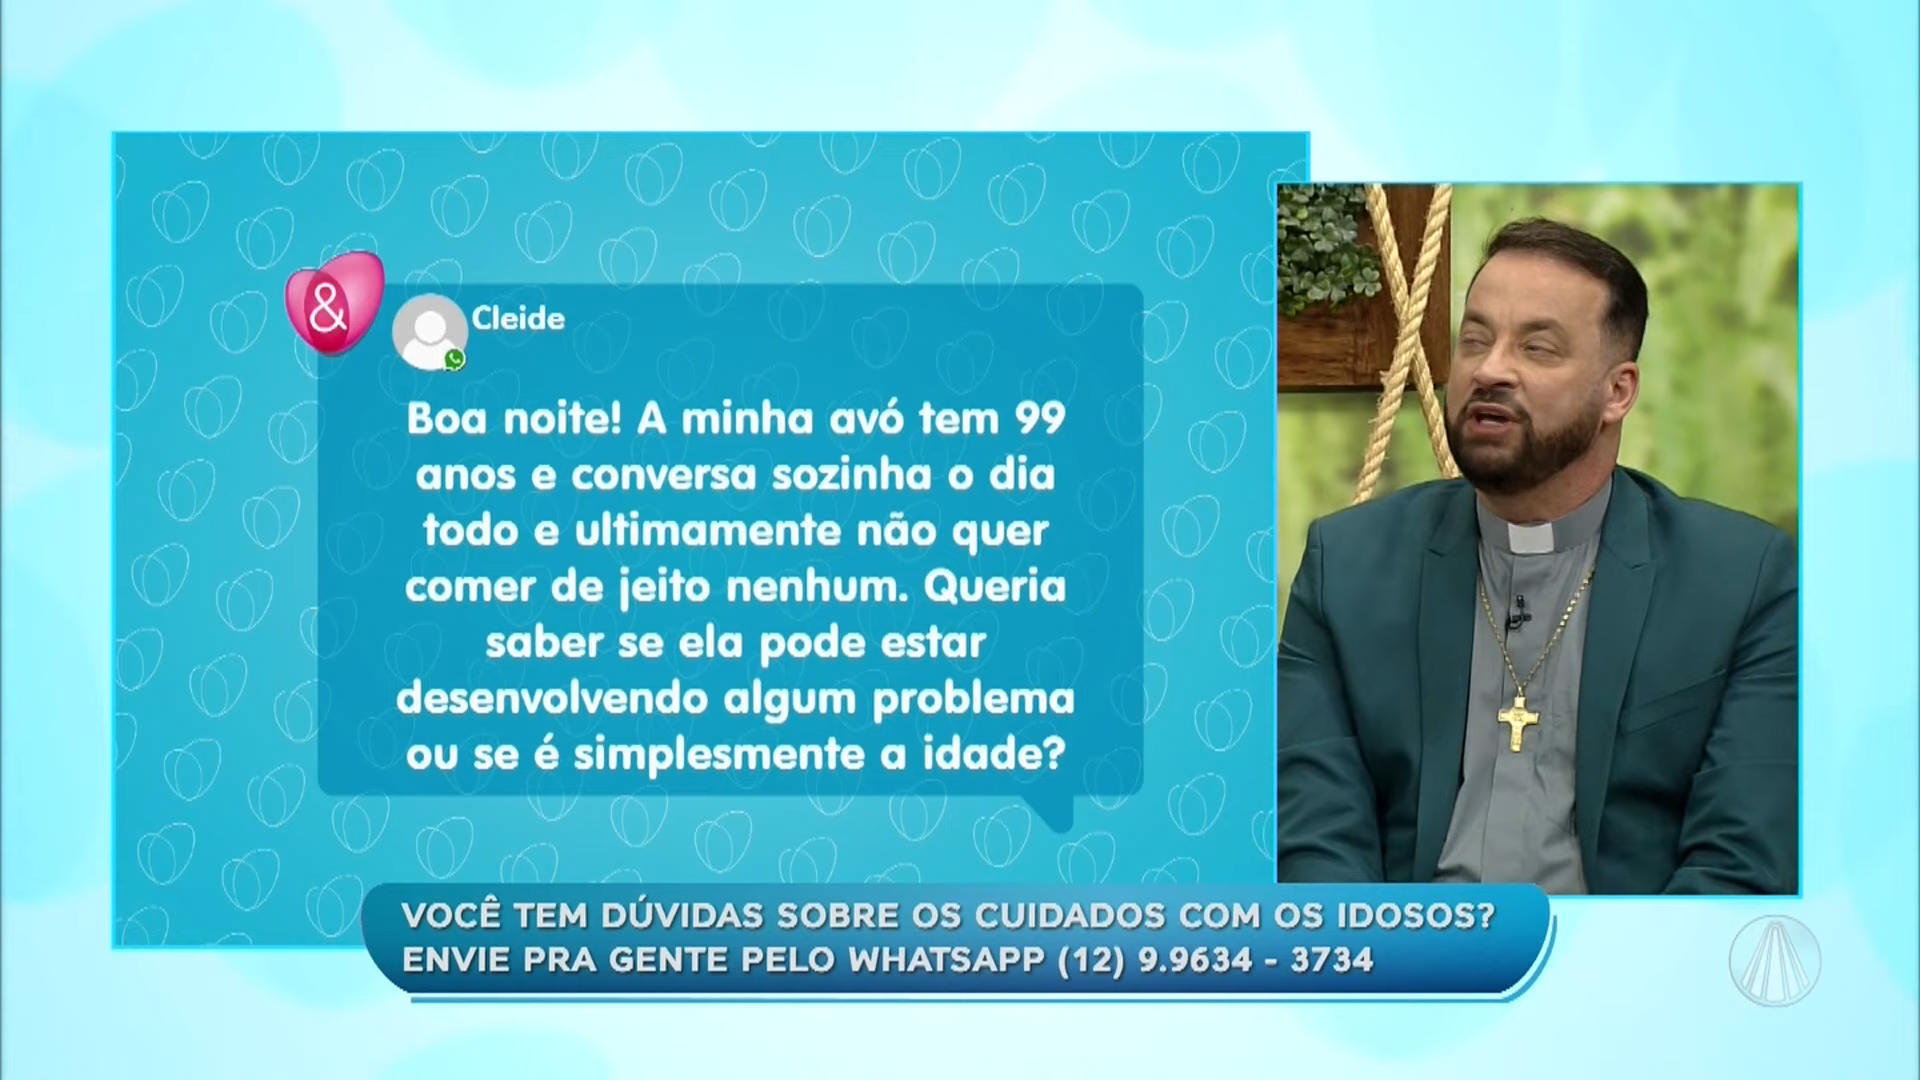 &
Cleide
Boa noite! A minha avó tem 99
anos e conversa sozinha o dia
todo e ultimamente não quer
comer de jeito nenhum. Queria
saber se ela pode estar
desenvolvendo algum problema
ou se é simplesmente a idade?
VOCÊ TEM DÚVIDAS SOBRE OS CUIDADOS COM OS IDOSOS?
ENVIE PRA GENTE PELO WHATSAPP (12) 9.9634 - 3734